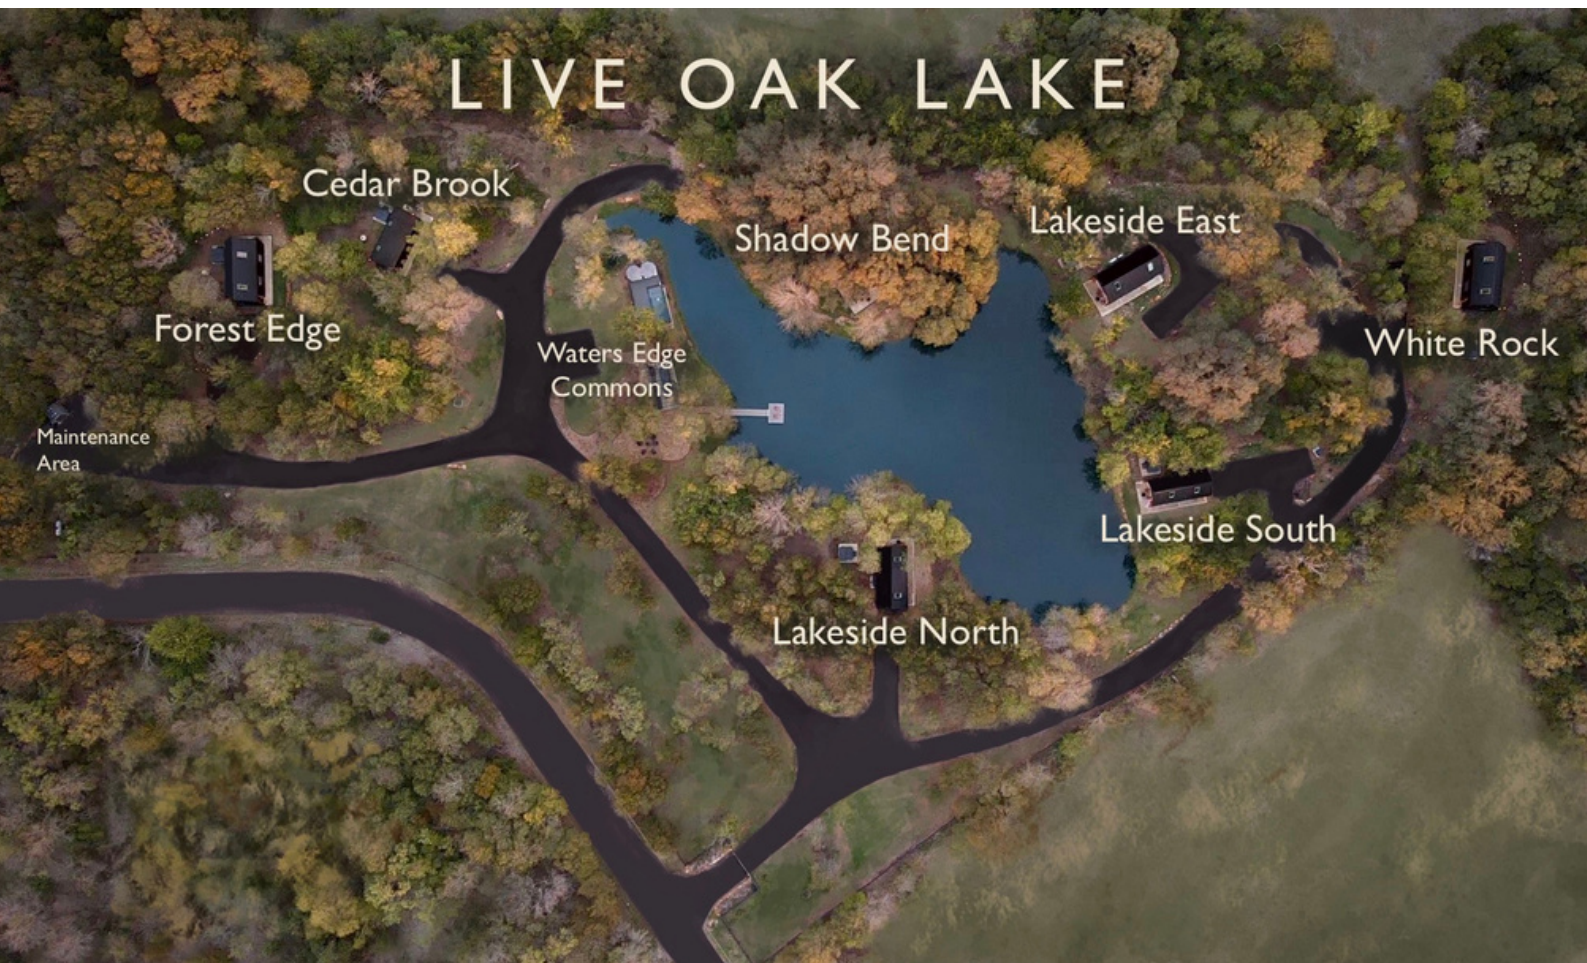 LIVE OAK LAKE
Cedar Brook
Lakeside East
Shadow Bend
Forest Edge
White Rock
Waters Edge
Commons
Maintenance
Area
Lakeside South
Lakeside North